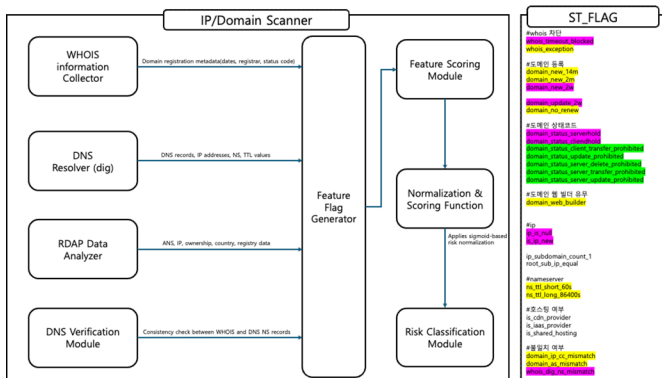 IP/Domain Scanner
WHOIS
information
Collector
Domain registration metadata(dates, registrar, status code)
DNS
Resolver (dig)
DNS records, IP addresses, NS, TTL values
RDAP Data
Analyzer
ANS, IP, ownership, country, registry data
DNS Verification
Module
Consistency check between WHOIS and DNS NS records
Feature
Flag
Generator
Feature Scoring
Module
Normalization &
Scoring Function
Applies sigmoid-based
risk normalization
Risk Classification
Module
ST_FLAG
#whois 차단
whois_timeout_blocked
whois_exception
#도메인 등록
domain_new_14m
domain_new_2m
domain_new_2w
domain_update_2w
domain_no_renew
#도메인 상태코드
domain_status_serverhold
domain_status_clienthold
domain_status_client_transfer_prohibited
domain_status_update_prohibited
domain_status_server_delete_prohibited
domain_status_server_transfer_prohibited
domain_status_server_update_prohibited
#도메인 웹 빌더 유무
domain_web_builder
#ip
ip_is_null
is_ip_new
ip_subdomain_count_1
root_sub_ip_equal
#nameserver
ns_ttl_short_60s
ns_ttl_long_86400s
#호스팅 여부
is_cdn_provider
is_iaas_provider
is_shared_hosting
#불일치 여부
domain_ip_cc_mismatch
domain_as_mismatch
whois_dig_ns_mismatch